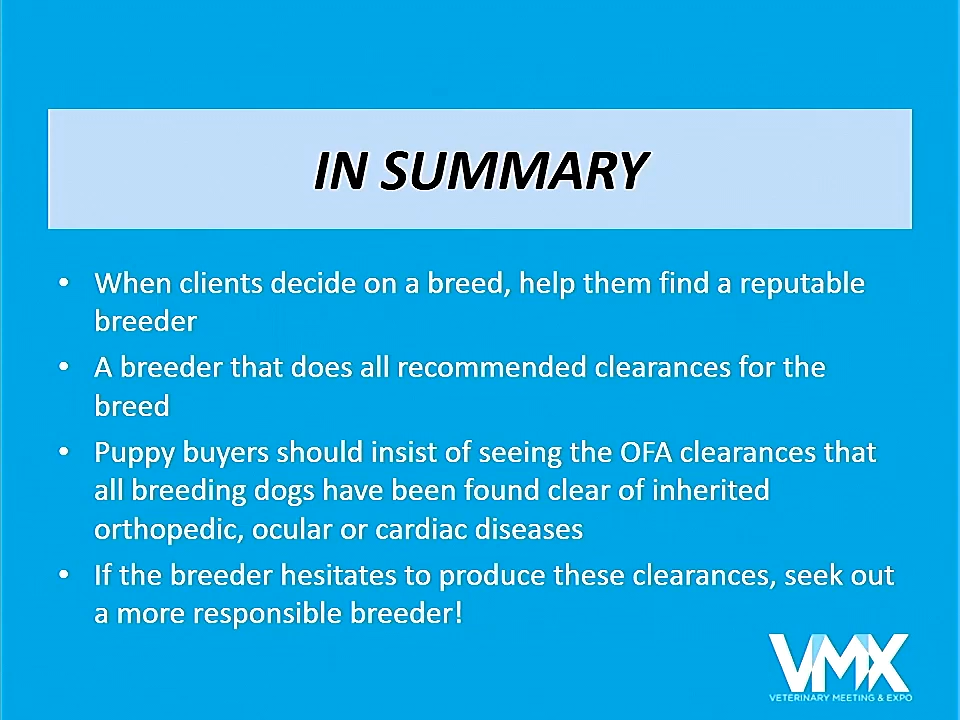 IN SUMMARY
• When clients decide on a breed, help them find a reputable
breeder
• A breeder that does all recommended clearances for the
breed
• Puppy buyers should insist of seeing the OFA clearances that
all breeding dogs have been found clear of inherited
orthopedic, ocular or cardiac diseases
• If the breeder hesitates to produce these clearances, seek out
a more responsible breeder!
VMX
VETERINARY MEETING & EXPO